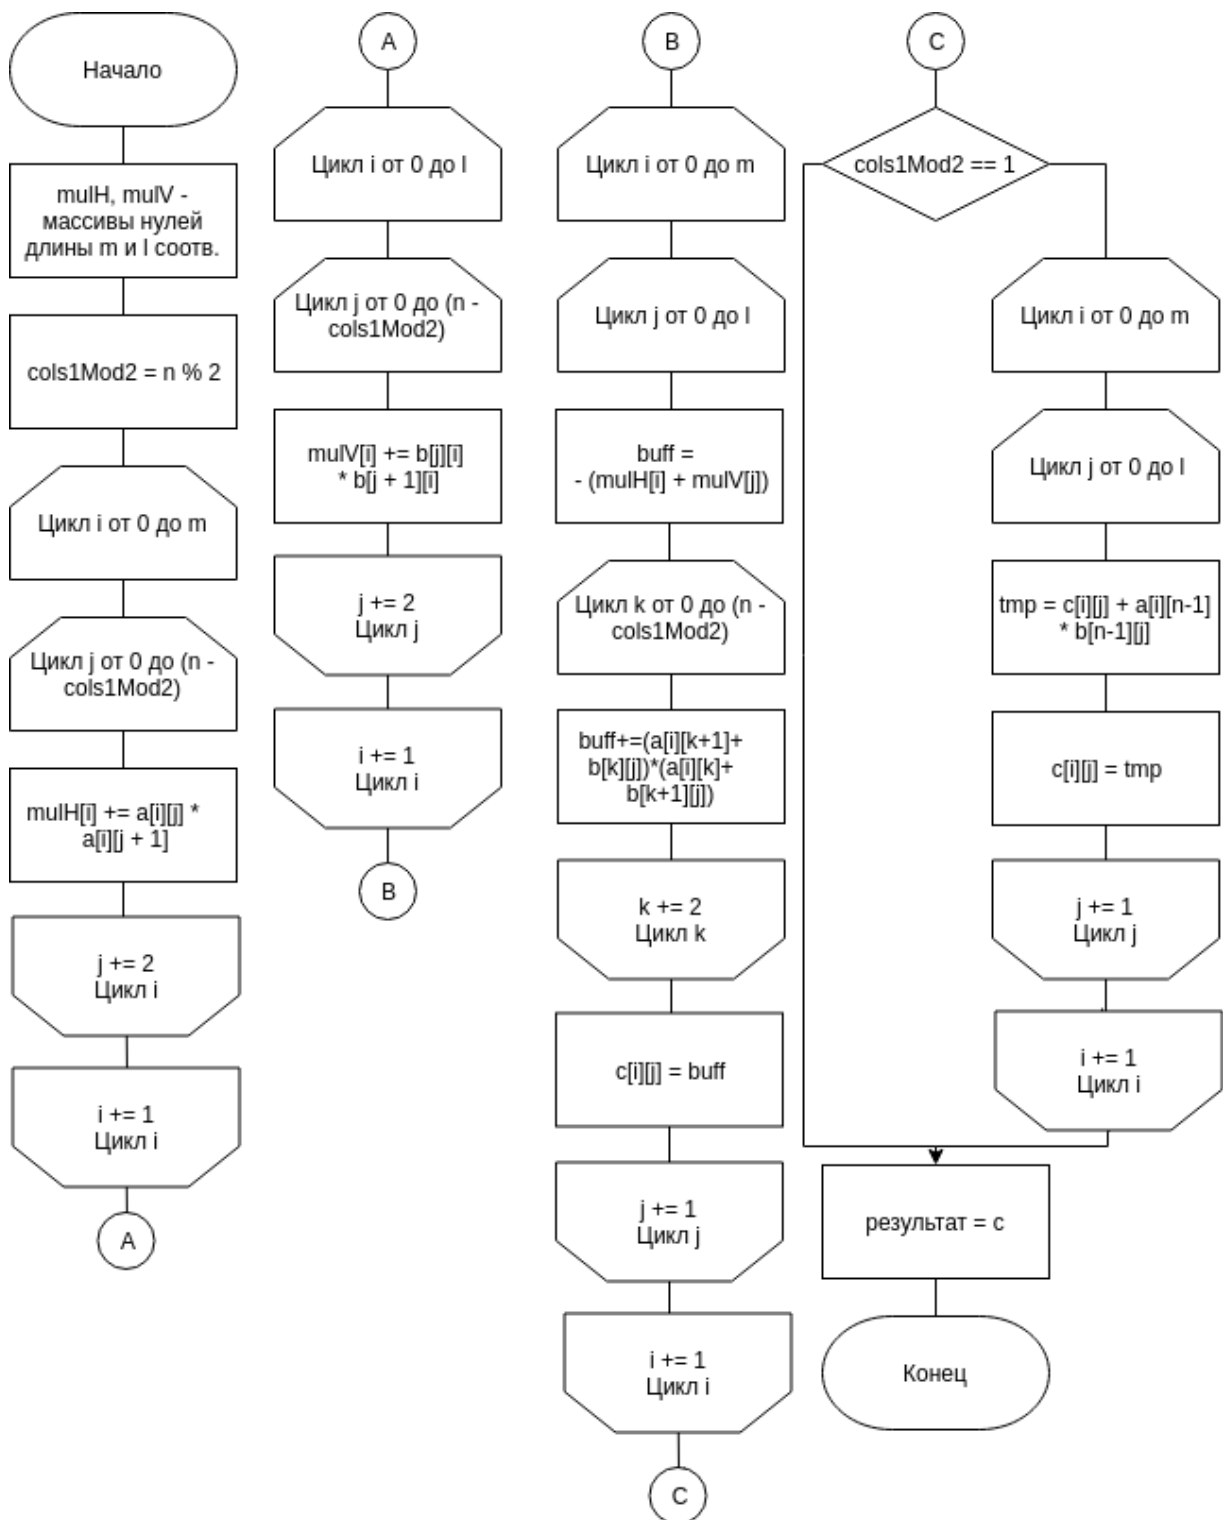 Начало
mulH, mulV -
массивы нулей
длины m и l соотв.
cols1Mod2 = n % 2
Цикл i от 0 до m
Цикл j от 0 до (n -
cols1Mod2)
mulH[i] += a[i][j] *
a[i][j + 1]
j += 2
Цикл i
i += 1
Цикл i
A
A
Цикл i от 0 до l
Цикл j от 0 до (n -
cols1Mod2)
mulV[i] += b[j][i]
* b[j + 1][i]
j += 2
Цикл j
i += 1
Цикл i
B
B
Цикл i от 0 до m
Цикл j от 0 до l
buff =
- (mulH[i] + mulV[j])
Цикл k от 0 до (n -
cols1Mod2)
buff+=(a[i][k+1]+
b[k][j])*(a[i][k]+
b[k+1][j])
k += 2
Цикл k
c[i][j] = buff
j += 1
Цикл j
i += 1
Цикл i
C
C
cols1Mod2 == 1
Цикл i от 0 до m
Цикл j от 0 до l
tmp = c[i][j] + a[i][n-1]
* b[n-1][j]
c[i][j] = tmp
j += 1
Цикл j
i += 1
Цикл i
результат = c
Конец